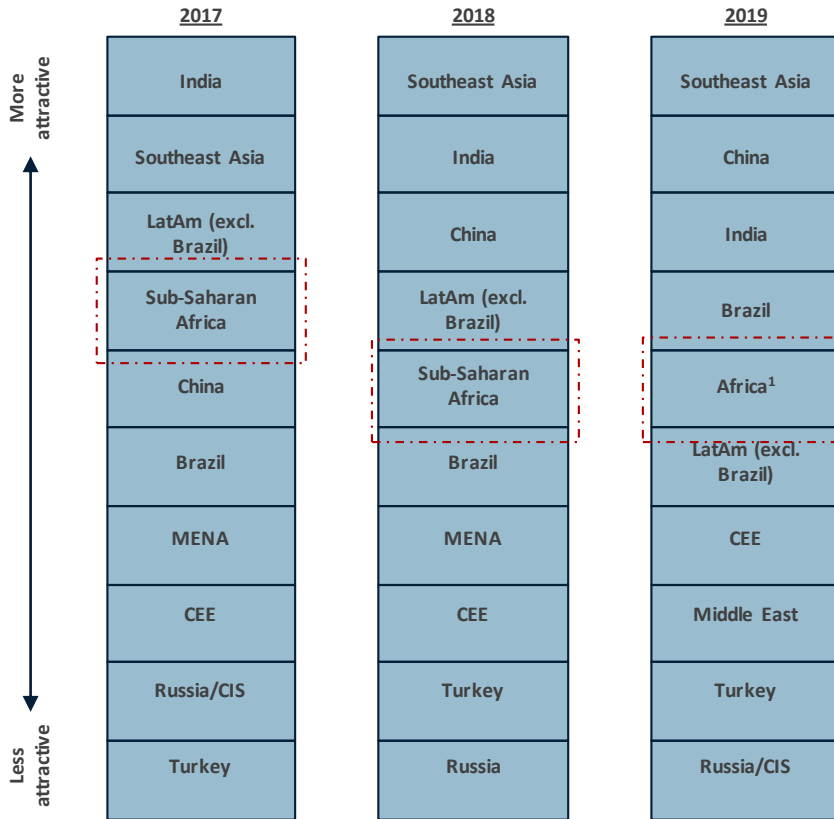 2017
2018
2019
More
attractive
Less
attractive
India
Southeast Asia
LatAm (excl.
Brazil)
Sub-Saharan
Africa
China
Brazil
MENA
CEE
Russia/CIS
Turkey
Southeast Asia
India
China
LatAm (excl.
Brazil)
Sub-Saharan
Africa
Brazil
MENA
CEE
Turkey
Russia
Southeast Asia
China
India
Brazil
Africa¹
LatAm (excl.
Brazil)
CEE
Middle East
Turkey
Russia/CIS